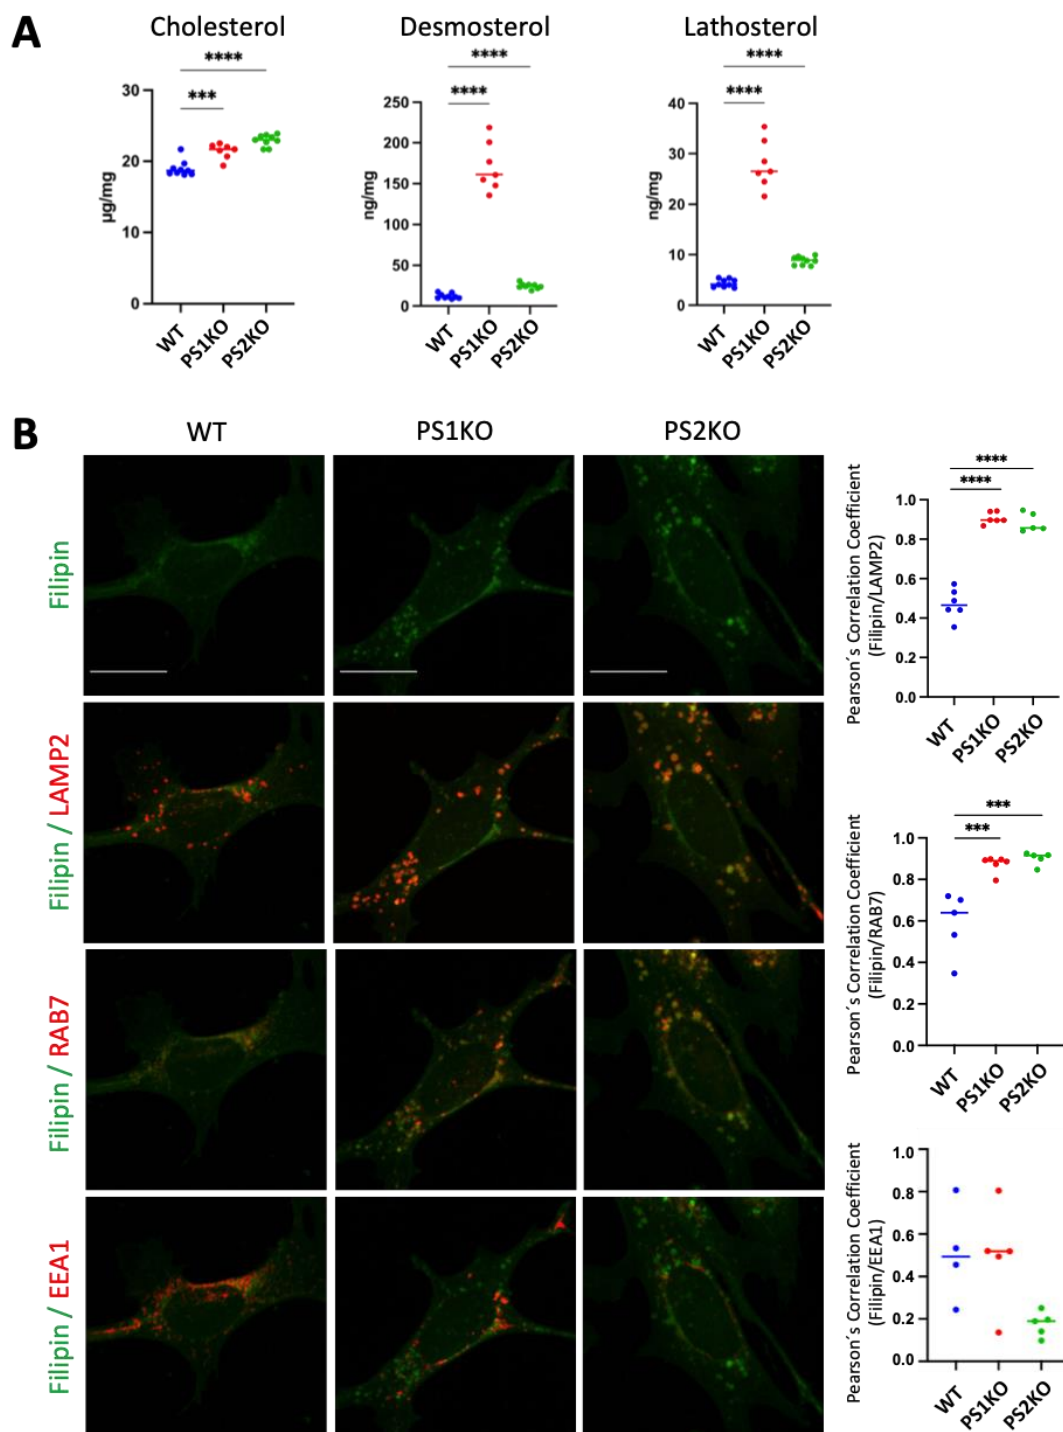 A
Cholesterol
Desmosterol
Lathosterol
****
***
****
****
****
****
30
20
10
0
µg/mg
WT
PS1KO
PS2KO
250
200
150
100
50
0
ng/mg
WT
PS1KO
PS2KO
40
30
20
10
0
ng/mg
WT
PS1KO
PS2KO
B
WT
PS1KO
PS2KO
Filipin
Filipin / LAMP2
Filipin / RAB7
Filipin / EEA1
****
****
Pearson´s Correlation Coefficient
(Filipin/LAMP2)
1.0
0.8
0.6
0.4
0.2
0.0
WT
PS1KO
PS2KO
***
***
Pearson´s Correlation Coefficient
(Filipin/RAB7)
1.0
0.8
0.6
0.4
0.2
0.0
WT
PS1KO
PS2KO
Pearson´s Correlation Coefficient
(Filipin/EEA1)
1.0
0.8
0.6
0.4
0.2
0.0
WT
PS1KO
PS2KO